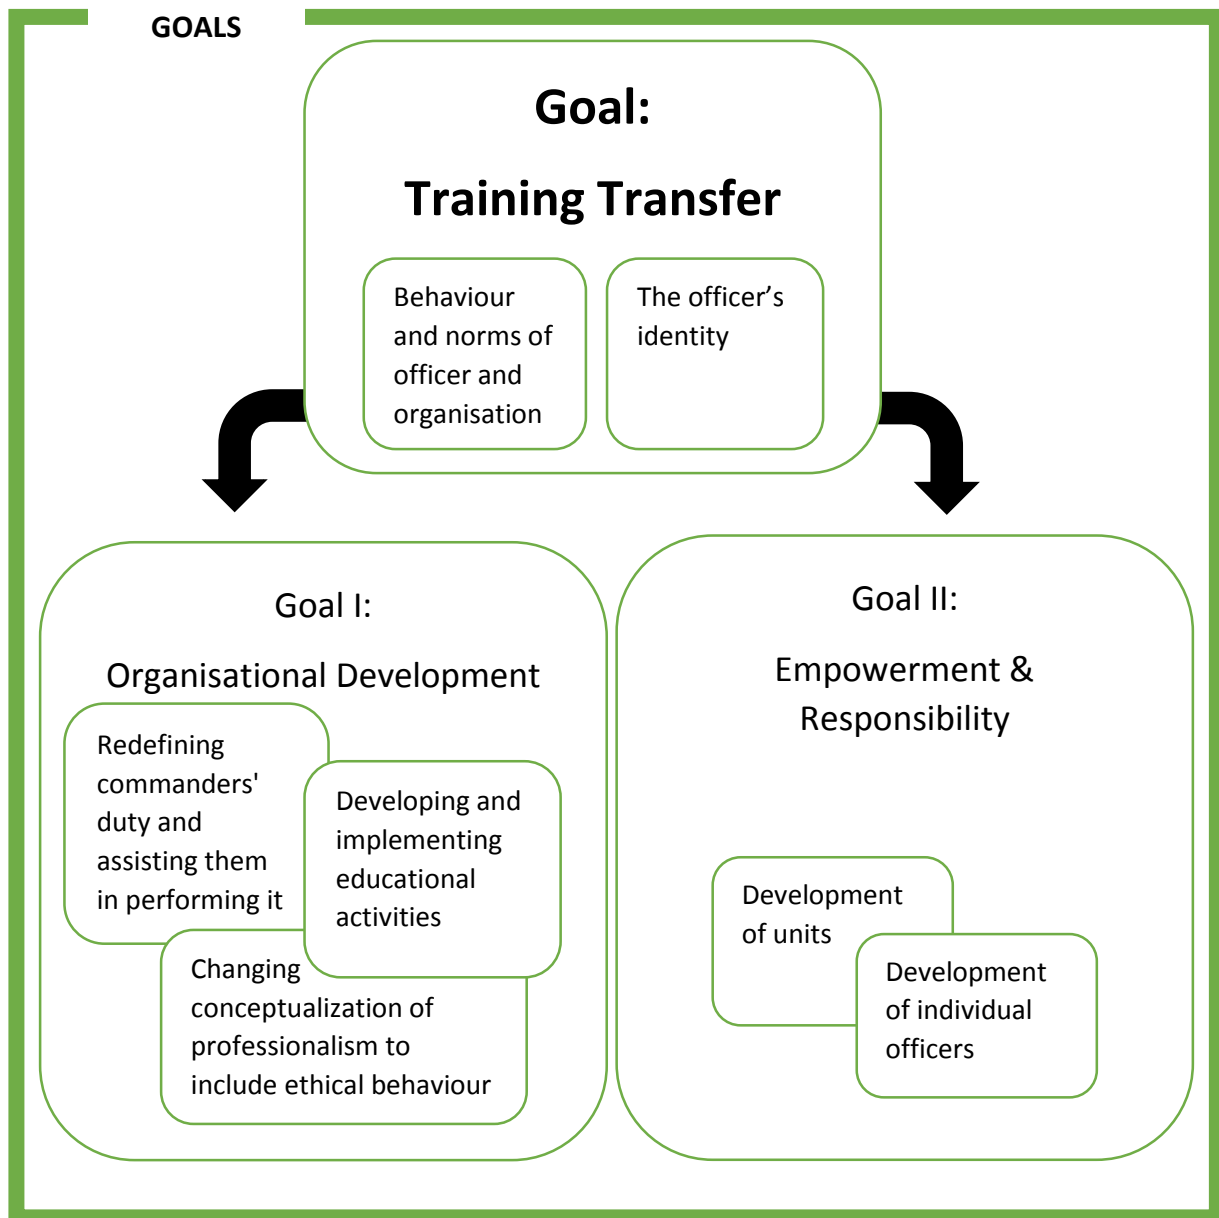 GOALS
Goal:
Training Transfer
Behaviour
and norms of
officer and
organisation
The officer’s
identity
Goal I:
Organisational Development
Redefining
commanders'
duty and
assisting them
in performing it
Developing and
implementing
educational
activities
Changing
conceptualization of
professionalism to
include ethical behaviour
Goal II:
Empowerment &
Responsibility
Development
of units
Development
of individual
officers